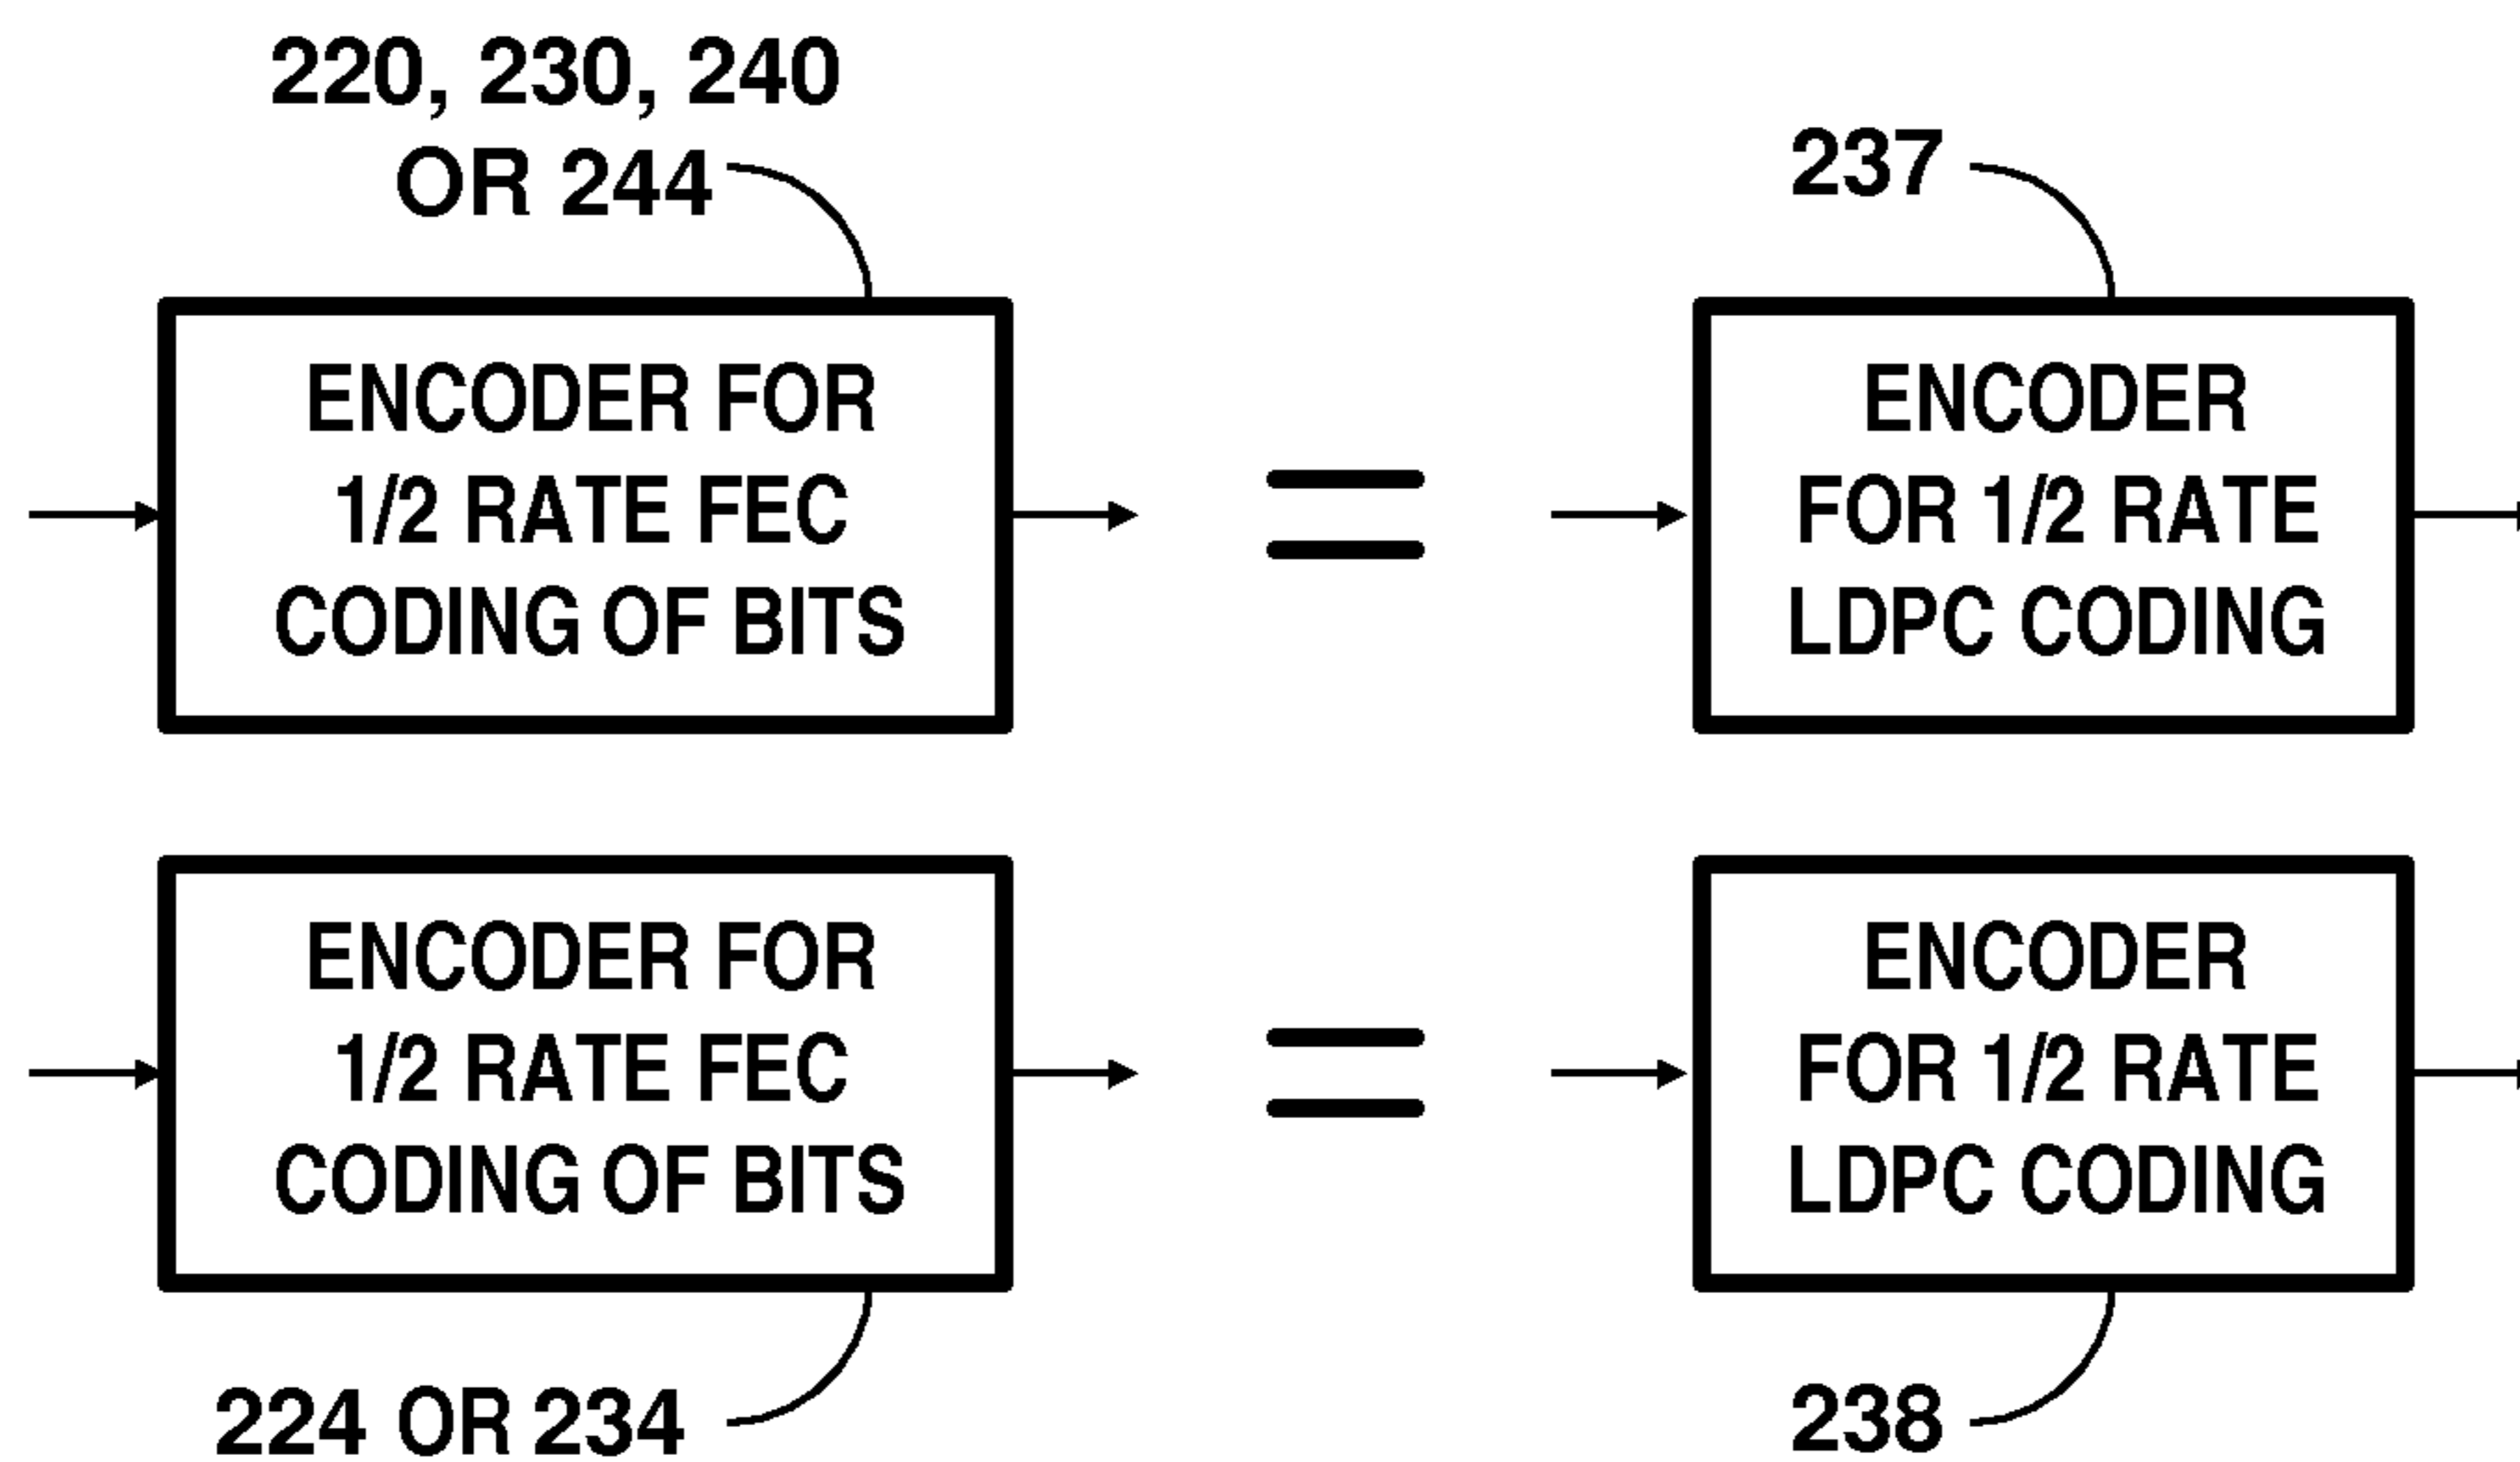 220, 230, 240
OR 244
237
ENCODER FOR
1/2 RATE FEC
CODING OF BITS
=
ENCODER
FOR 1/2 RATE
LDPC CODING
ENCODER FOR
1/2 RATE FEC
CODING OF BITS
=
ENCODER
FOR 1/2 RATE
LDPC CODING
224 OR 234
238